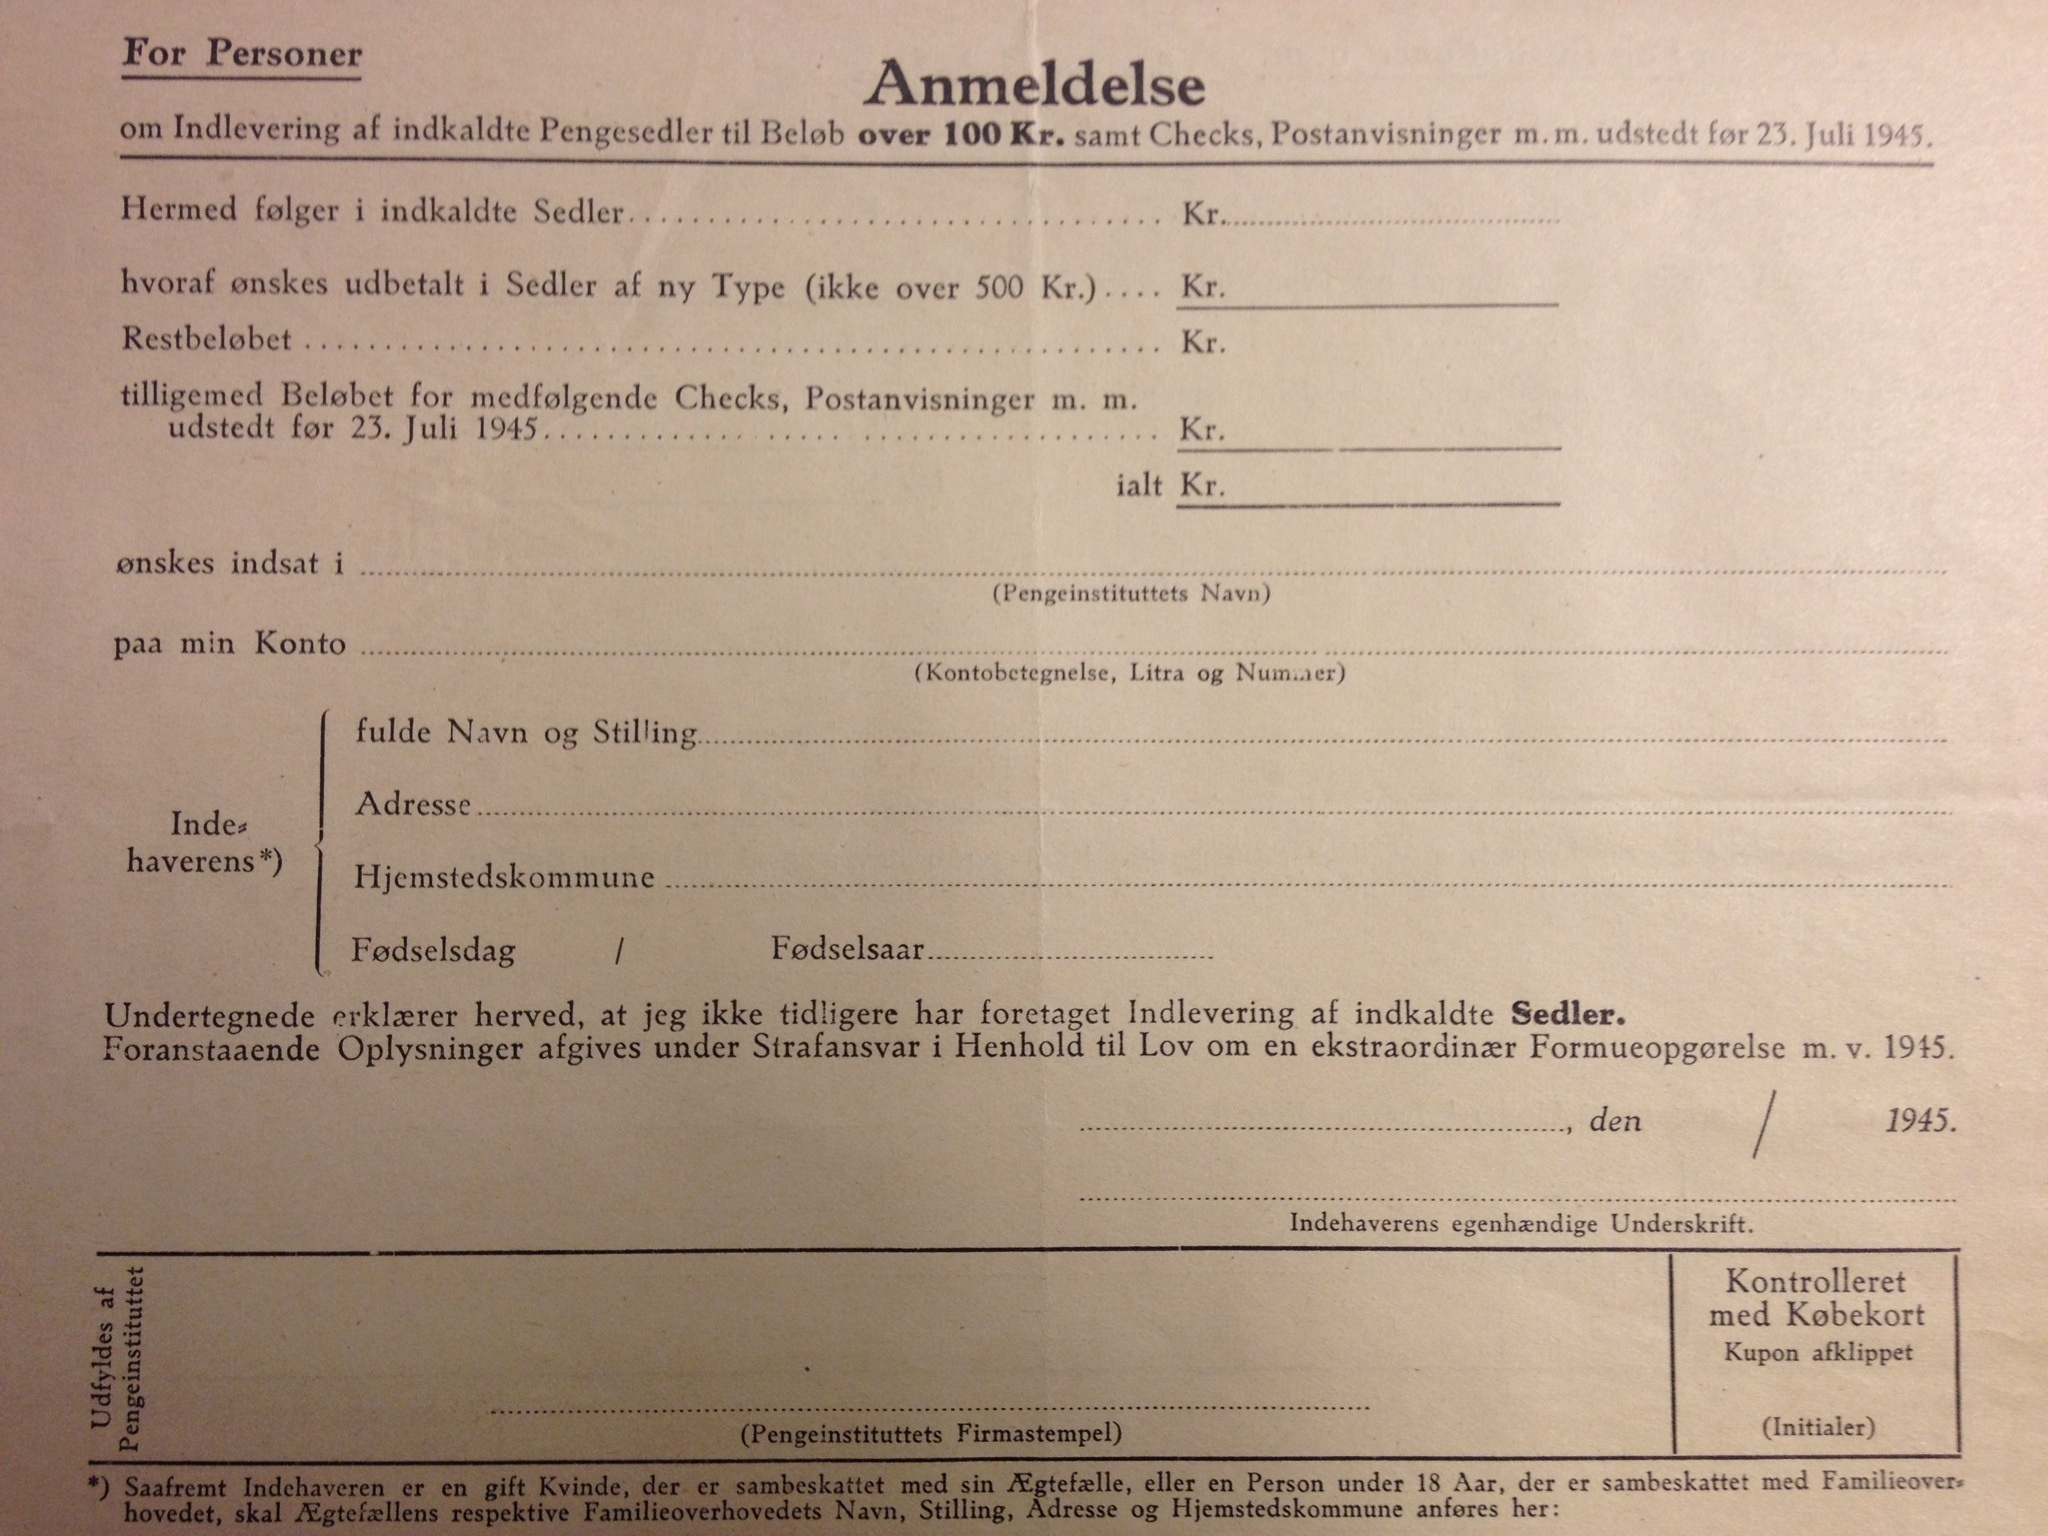 For Personer
Anmeldelse
om Indlevering af indkaldte Pengesedler til Beløb over 100 Kr. samt Checks, Postanvisninger m. m. udstedt før 23. Juli 1945.
Hermed følger i indkaldte Sedler........................................ Kr...............................
hvoraf ønskes udbetalt i Sedler af ny Type (ikke over 500 Kr.).... Kr.
Restbeløbet ........................................ Kr.
tilligemed Beløbet for medfølgende Checks, Postanvisninger m. m.
udstedt før 23. Juli 1945........................................ Kr.
ialt Kr.
ønskes indsat i ........................................
(Pengeinstituttets Navn)
paa min Konto ........................................
(Kontobetegnelse, Litra og Nummer)
fulde Navn og Stilling........................................
Adresse........................................
Inde-
haverens*)
Hjemstedskommune ........................................
Fødselsdag / Fødselsaar..............................
Undertegnede erklærer herved, at jeg ikke tidligere har foretaget Indlevering af indkaldte Sedler.
Foranstaaende Oplysninger afgives under Strafansvar i Henhold til Lov om en ekstraordinær Formueopgørelse m. v. 1945.
........................................, den / 1945.
Indehaverens egenhændige Underskrift.
Udfyldes af
Pengeinstituttet
(Pengeinstituttets Firmastempel)
Kontrolleret
med Købekort
Kupon afklippet
(Initialer)
*) Saafremt Indehaveren er en gift Kvinde, der er sambeskattet med sin Ægtefælle, eller en Person under 18 Aar, der er sambeskattet med Familieover-
hovedet, skal Ægtefællens respektive Familieoverhovedets Navn, Stilling, Adresse og Hjemstedskommune anføres her: